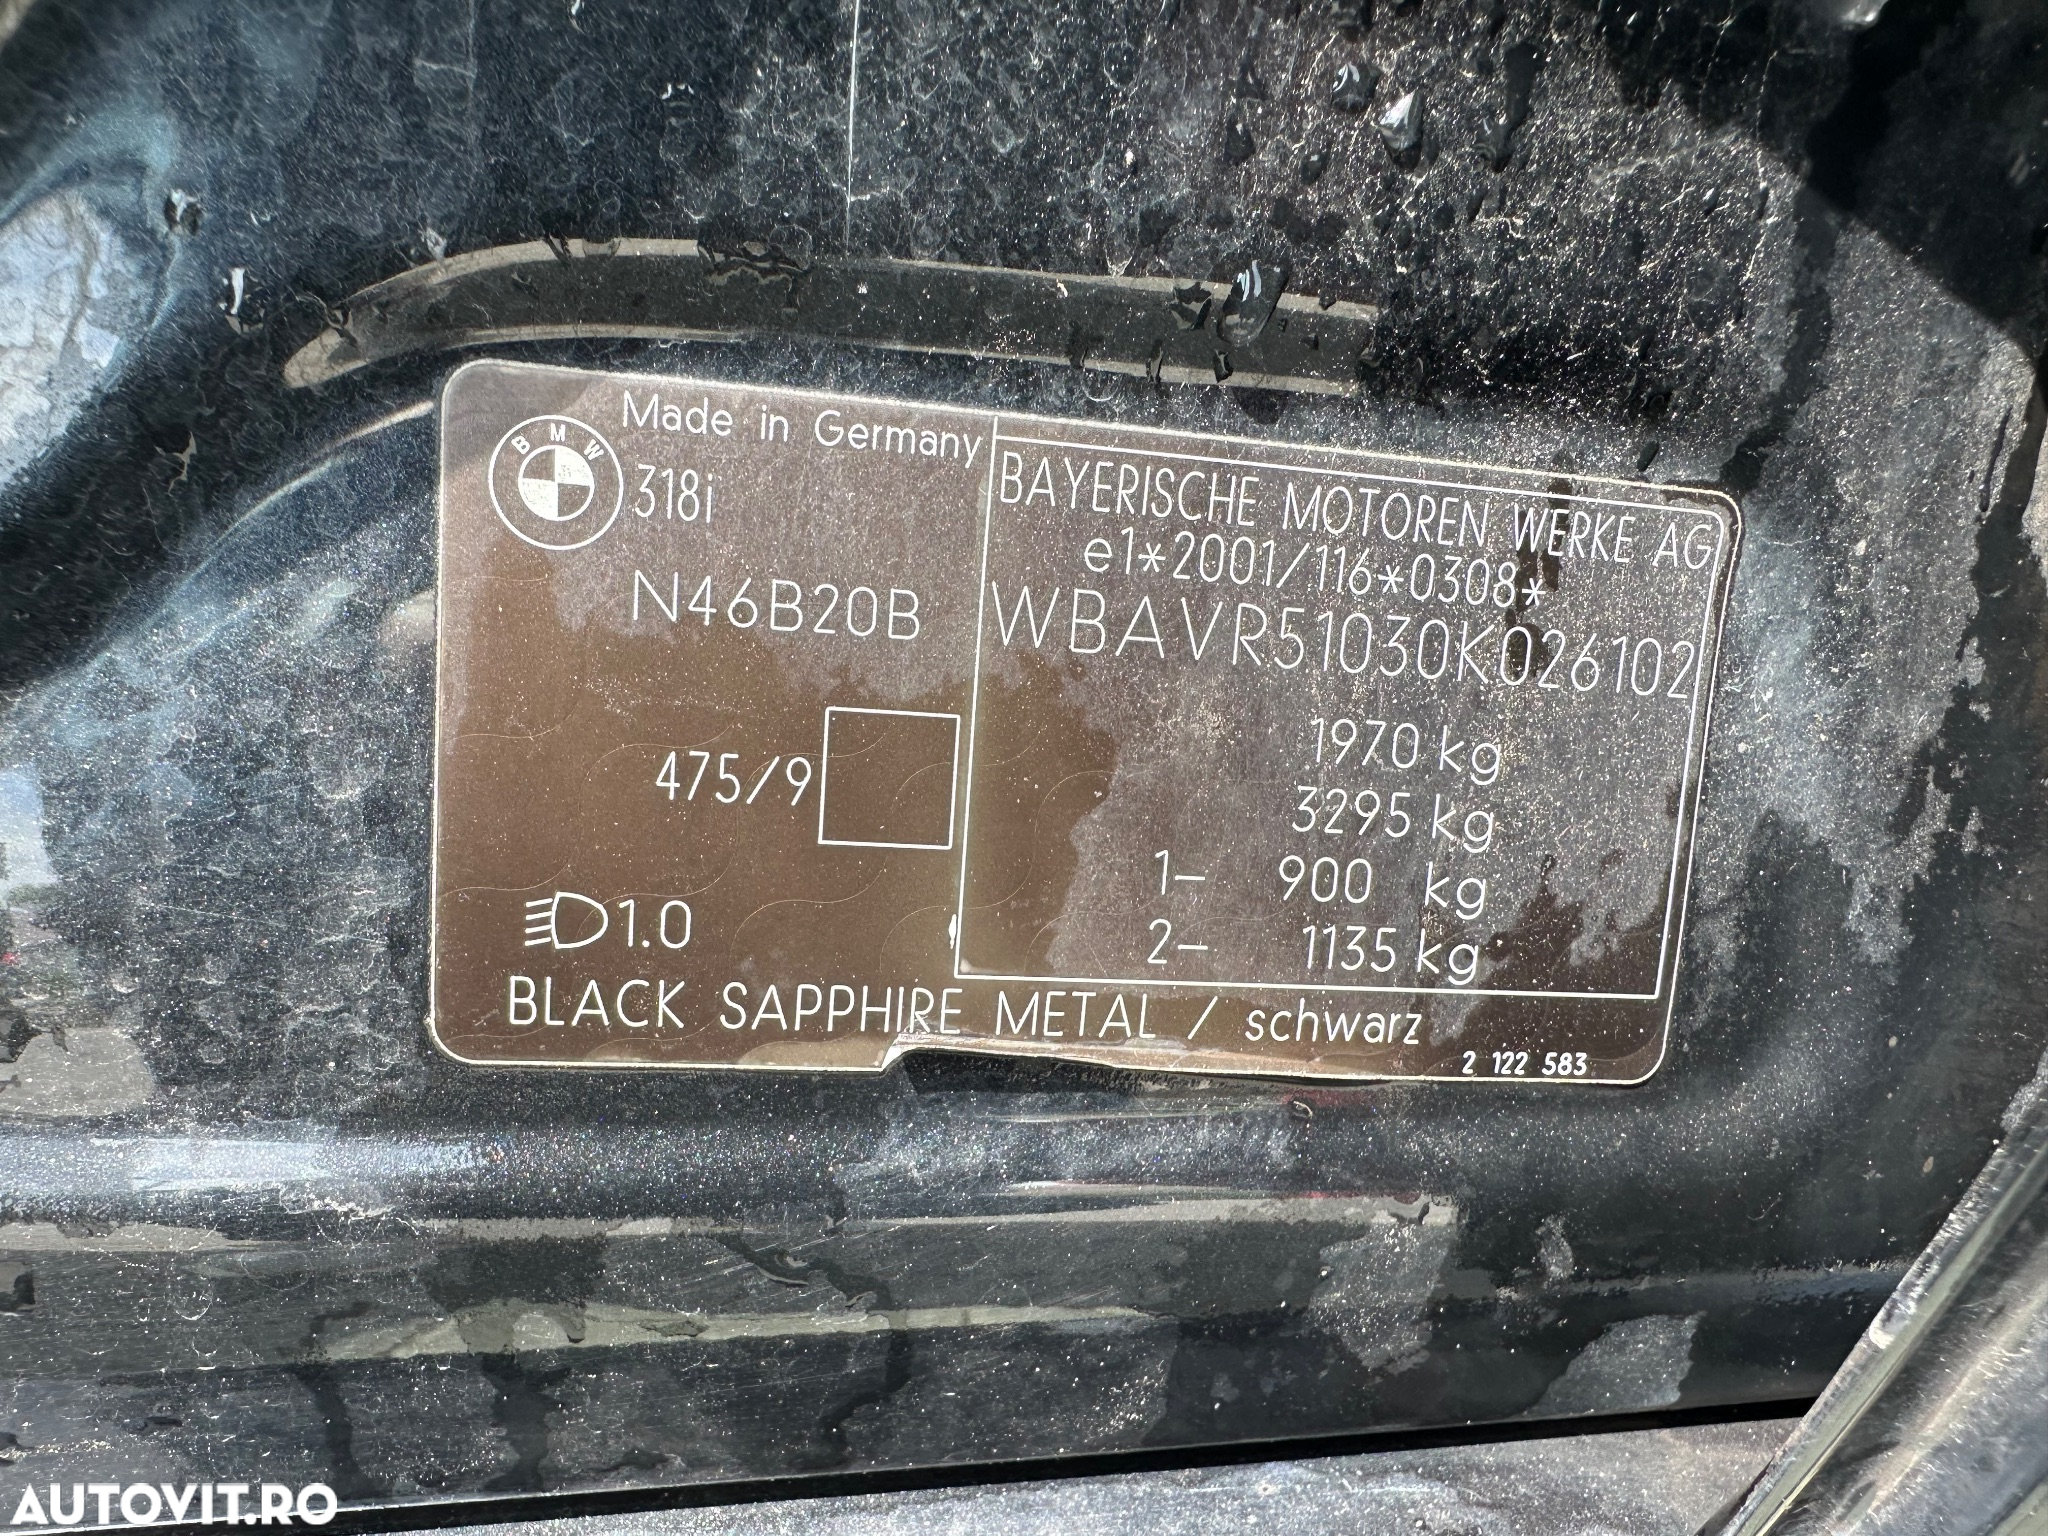 BMW
Made in Germany
318i
N46B20B
475/9
1.0
BAYERISCHE MOTOREN WERKE AG
e1*2001/116*0308*
WBAVR51030K026102
1970 kg
3295 kg
1- 900 kg
2- 1135 kg
BLACK SAPPHIRE METAL / schwarz
2 122 583
AUTOVIT.RO